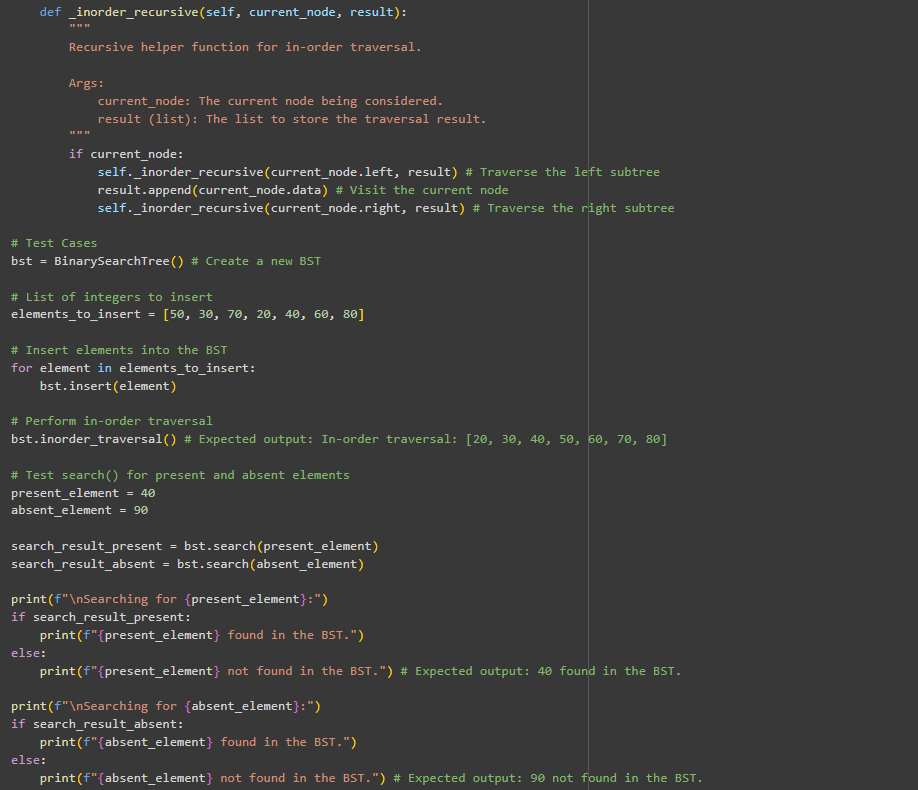 def _inorder_recursive(self, current_node, result):
"""
Recursive helper function for in-order traversal.
Args:
current_node: The current node being considered.
result (list): The list to store the traversal result.
"""
if current_node:
self._inorder_recursive(current_node.left, result) # Traverse the left subtree
result.append(current_node.data) # Visit the current node
self._inorder_recursive(current_node.right, result) # Traverse the right subtree
# Test Cases
bst = BinarySearchTree() # Create a new BST
# List of integers to insert
elements_to_insert = [50, 30, 70, 20, 40, 60, 80]
# Insert elements into the BST
for element in elements_to_insert:
bst.insert(element)
# Perform in-order traversal
bst.inorder_traversal() # Expected output: In-order traversal: [20, 30, 40, 50, 60, 70, 80]
# Test search() for present and absent elements
present_element = 40
absent_element = 90
search_result_present = bst.search(present_element)
search_result_absent = bst.search(absent_element)
print(f"\nSearching for {present_element}:")
if search_result_present:
print(f"{present_element} found in the BST.")
else:
print(f"{present_element} not found in the BST.") # Expected output: 40 found in the BST.
print(f"\nSearching for {absent_element}:")
if search_result_absent:
print(f"{absent_element} found in the BST.")
else:
print(f"{absent_element} not found in the BST.") # Expected output: 90 not found in the BST.